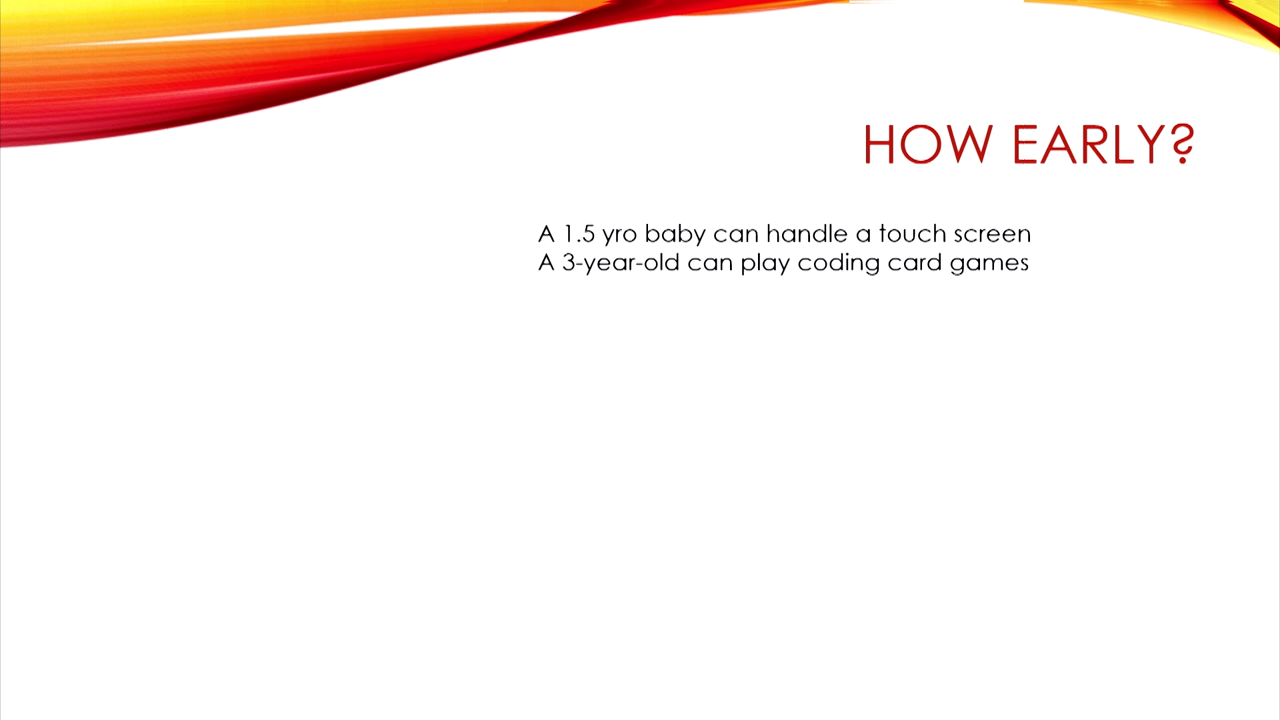 HOW EARLY?
A 1.5 yro baby can handle a touch screen
A 3-year-old can play coding card games